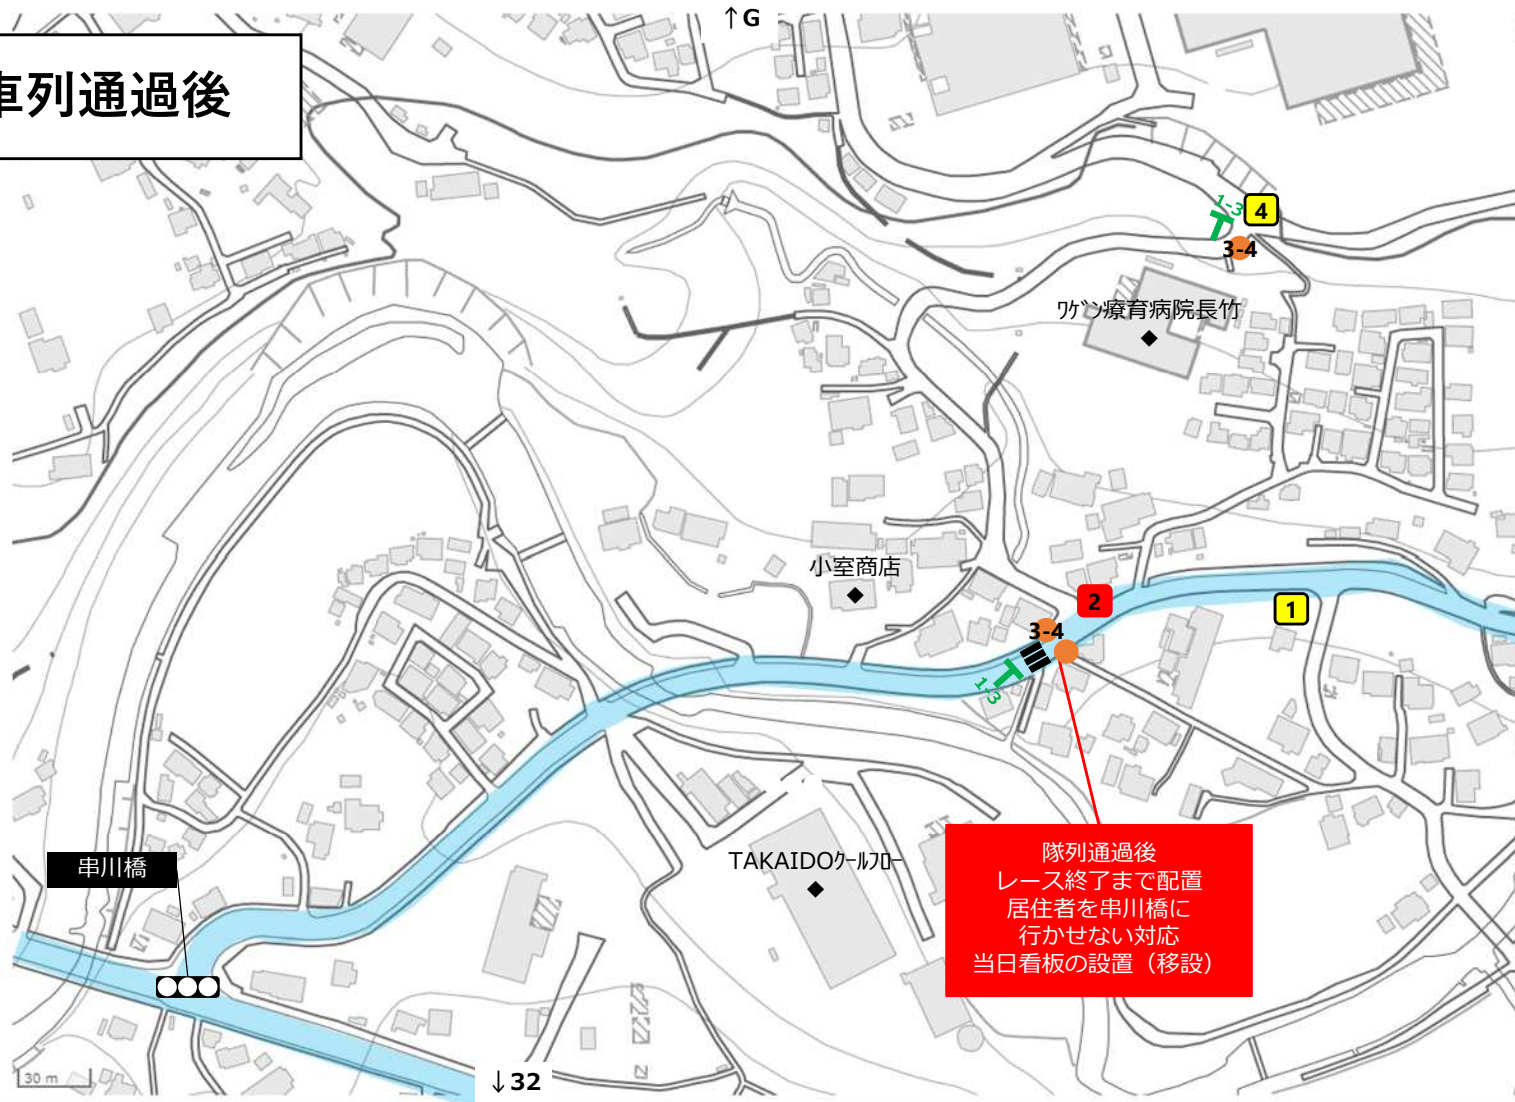 ↑G
車列通過後
1-3
4
3-4
ﾜｹﾞﾝ療育病院長竹
小室商店
2
1
3-4
1-3
隊列通過後
レース終了まで配置
居住者を串川橋に
行かせない対応
当日看板の設置（移設）
TAKAIDOｸｰﾙﾌﾛｰ
串川橋
30 m
↓32